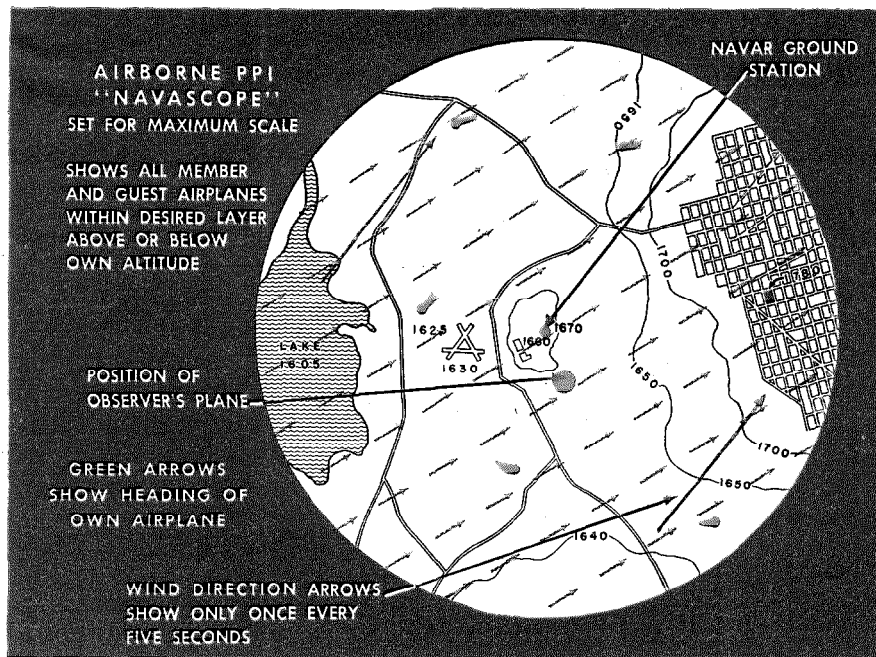 AIRBORNE PPI
"NAVASCOPE"
SET FOR MAXIMUM SCALE
SHOWS ALL MEMBER
AND GUEST AIRPLANES
WITHIN DESIRED LAYER
ABOVE OR BELOW
OWN ALTITUDE
POSITION OF
OBSERVER'S PLANE
GREEN ARROWS
SHOW HEADING OF
OWN AIRPLANE
WIND DIRECTION ARROWS
SHOW ONLY ONCE EVERY
FIVE SECONDS
NAVAR GROUND
STATION
1650
1700
1780
1625
1670
1660
1630
LAKE
1605
1650
1700
1650
1640